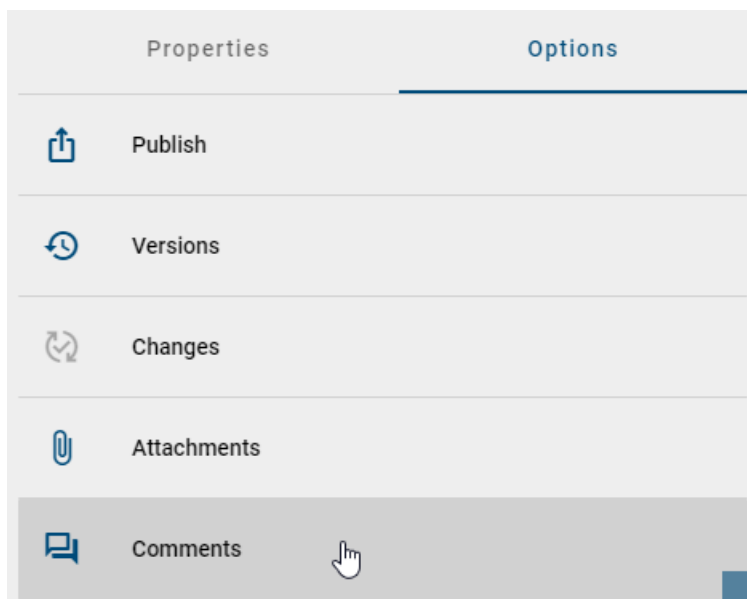 Properties Options
Publish
Versions
Changes
Attachments
Comments